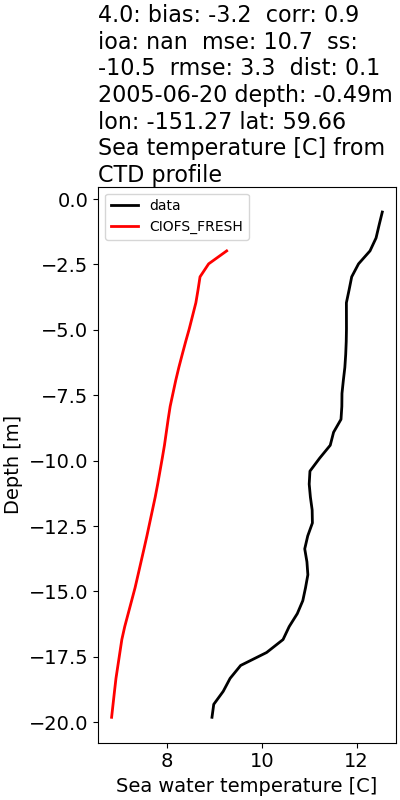 4.0: bias: -3.2  corr: 0.9
ioa: nan  mse: 10.7  ss:
-10.5  rmse: 3.3  dist: 0.1
2005-06-20 depth: -0.49m
lon: -151.27 lat: 59.66
Sea temperature [C] from
CTD profile
data
CIOFS_FRESH
0.0
−2.5
−5.0
−7.5
−10.0
−12.5
−15.0
−17.5
−20.0
Depth [m]
8 10 12
Sea water temperature [C]